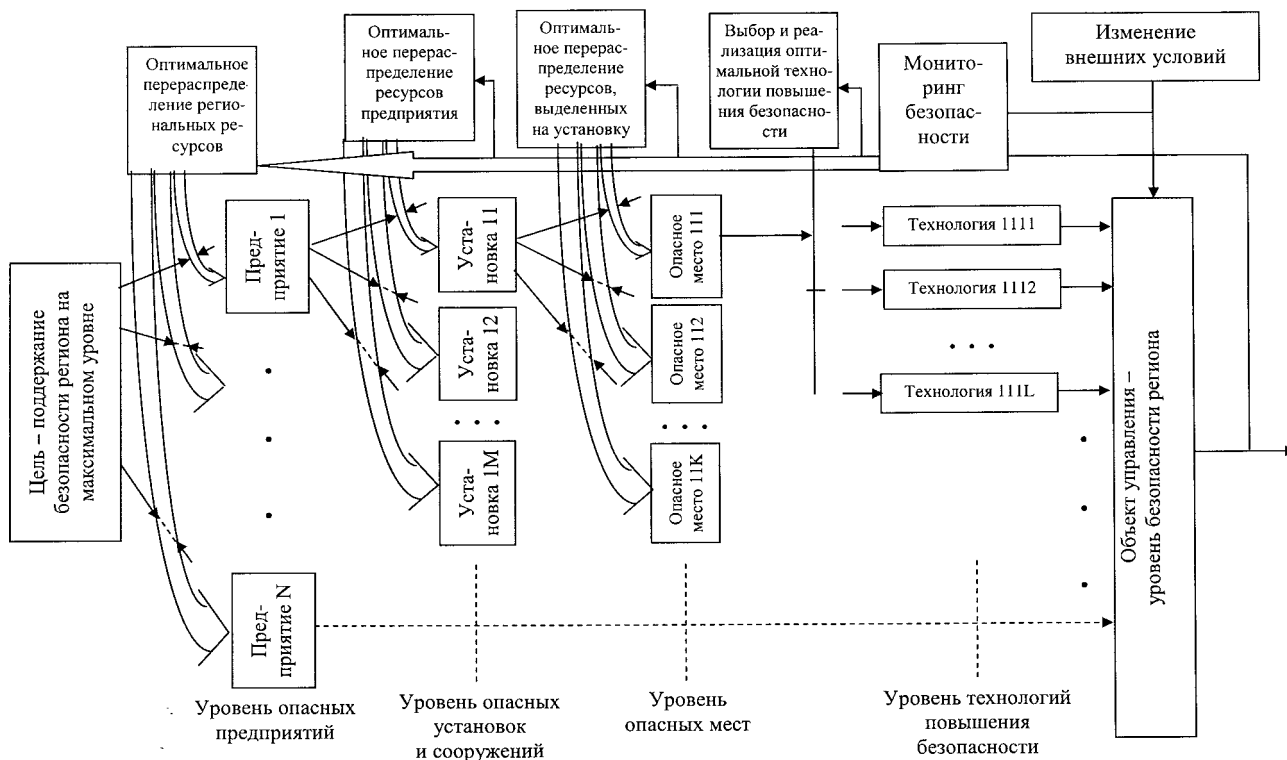 Оптимальное
перераспреде-
ление регио-
нальных ре-
сурсов
Оптималь-
ное перерас-
пределение
ресурсов
предприятия
Оптималь-
ное перерас-
пределение
ресурсов,
выделенных
на установку
Выбор и ре-
ализация опти-
мальной техно-
логии повыше-
ния безопасно-
сти
Монито-
ринг
безопас-
ности
Изменение
внешних условий
Цель – поддержание
безопасности региона на
максимальном уровне
Пред-
приятие 1
Уста-
новка 11
Опасное
место 111
Технология 1111
Технология 1112
. . .
Технология 111L
Уста-
новка 12
. . .
Уста-
новка 1М
Опасное
место 112
. . .
Опасное
место 11К
Пред-
приятие N
Объект управления –
уровень безопасности региона
Уровень опасных
предприятий
Уровень опасных
установок
и сооружений
Уровень
опасных мест
Уровень технологий
повышения
безопасности